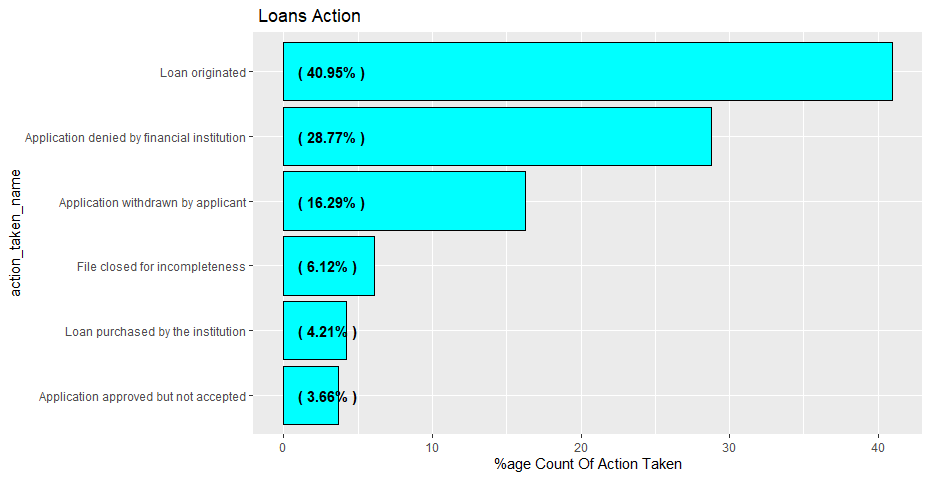 Loans Action
action_taken_name
Loan originated
( 40.95% )
Application denied by financial institution
( 28.77% )
Application withdrawn by applicant
( 16.29% )
File closed for incompleteness
( 6.12% )
Loan purchased by the institution
( 4.21% )
Application approved but not accepted
( 3.66% )
0 10 20 30 40
%age Count Of Action Taken